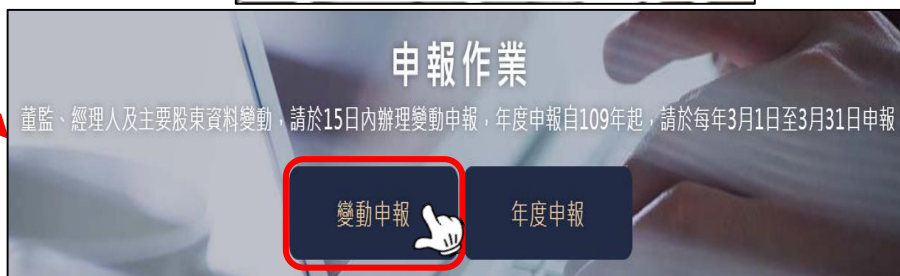 申報作業
董監、經理人及主要股東資料變動，請於15日內辦理變動申報，年度申報自109年起，請於每年3月1日至3月31日申報
變動申報
年度申報